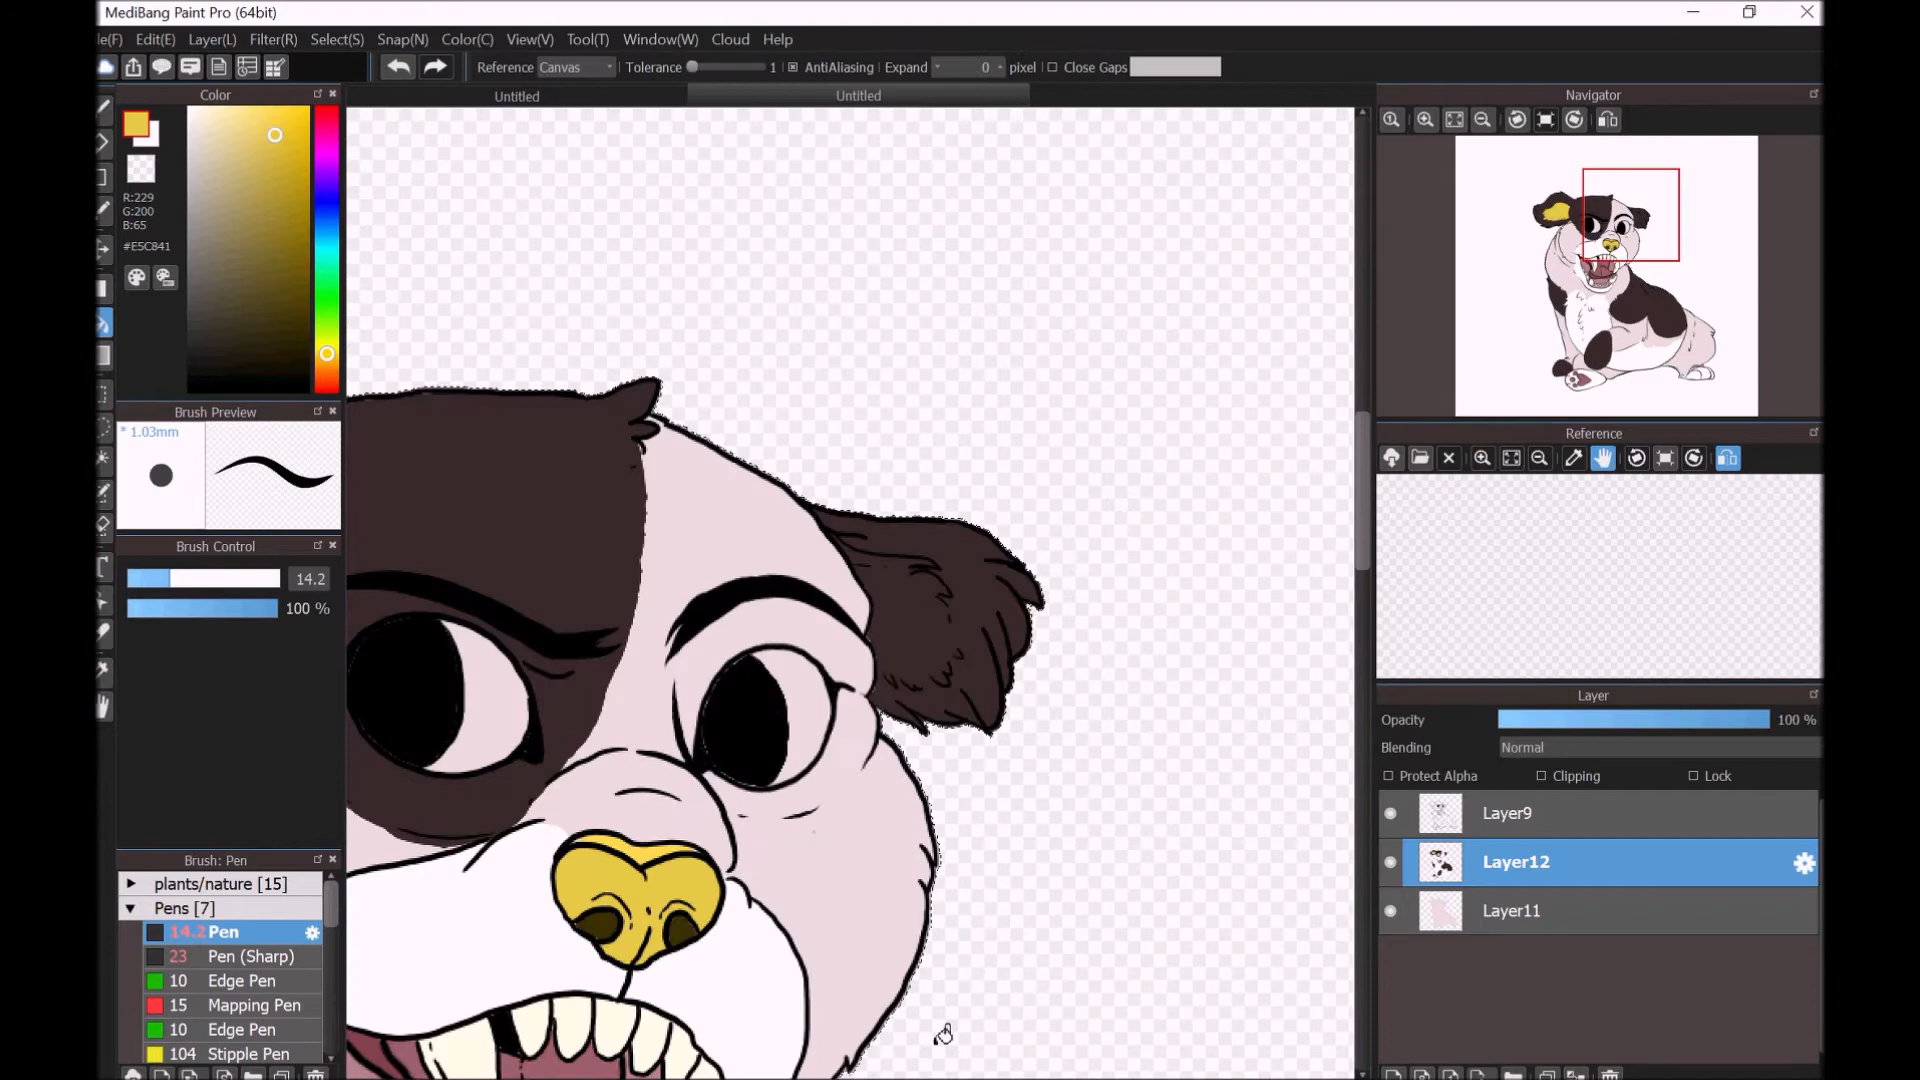 MediBang Paint Pro (64bit)
le(F) Edit(E) Layer(L) Filter(R) Select(S) Snap(N) Color(C) View(V) Tool(T) Window(W) Cloud Help
Reference Canvas Tolerance 1 AntiAliasing Expand 0 pixel Close Gaps
Color
Untitled Untitled
R:229
G:200
B:65
#E5C841
Brush Preview
* 1.03mm
Brush Control
14.2
100 %
Brush: Pen
plants/nature [15]
Pens [7]
14.2 Pen
23 Pen (Sharp)
10 Edge Pen
15 Mapping Pen
10 Edge Pen
104 Stipple Pen
Navigator
Reference
Layer
Opacity 100 %
Blending Normal
Protect Alpha Clipping Lock
Layer9
Layer12
Layer11